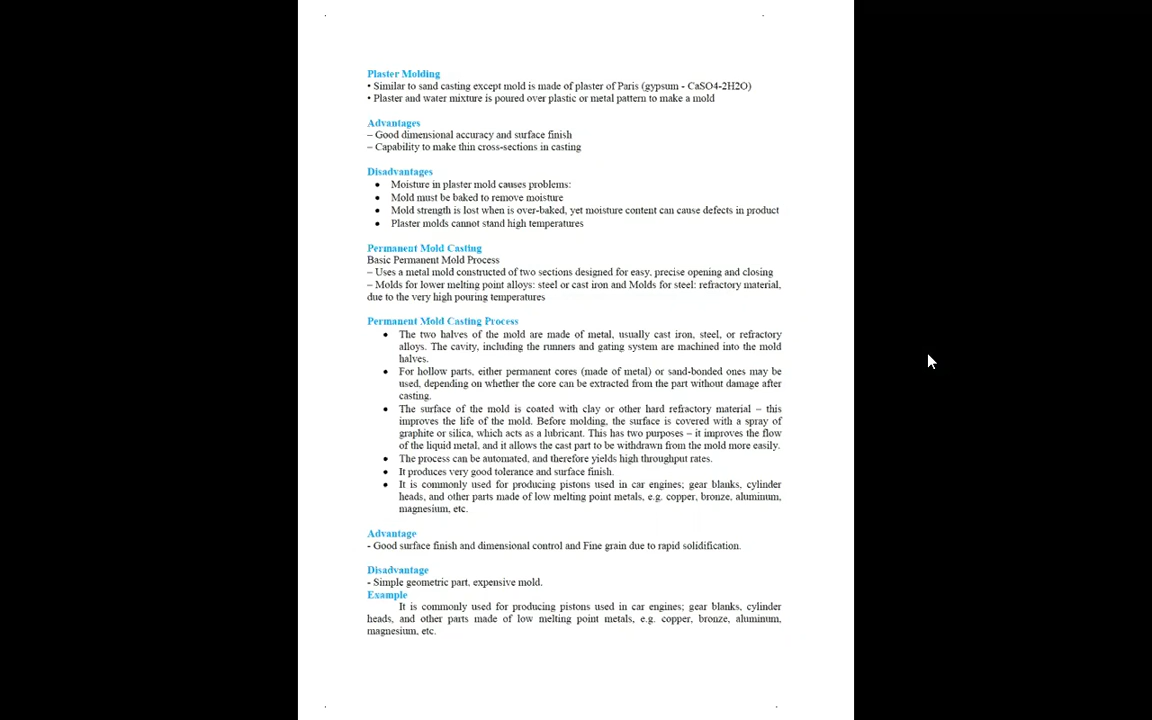 Plaster Molding
• Similar to sand casting except mold is made of plaster of Paris (gypsum - CaSO4-2H2O)
• Plaster and water mixture is poured over plastic or metal pattern to make a mold
Advantages
– Good dimensional accuracy and surface finish
– Capability to make thin cross-sections in casting
Disadvantages
• Moisture in plaster mold causes problems:
• Mold must be baked to remove moisture
• Mold strength is lost when is over-baked, yet moisture content can cause defects in product
• Plaster molds cannot stand high temperatures
Permanent Mold Casting
Basic Permanent Mold Process
– Uses a metal mold constructed of two sections designed for easy, precise opening and closing
– Molds for lower melting point alloys: steel or cast iron and Molds for steel: refractory material,
due to the very high pouring temperatures
Permanent Mold Casting Process
• The two halves of the mold are made of metal, usually cast iron, steel, or refractory
alloys. The cavity, including the runners and gating system are machined into the mold
halves.
• For hollow parts, either permanent cores (made of metal) or sand-bonded ones may be
used, depending on whether the core can be extracted from the part without damage after
casting.
• The surface of the mold is coated with clay or other hard refractory material – this
improves the life of the mold. Before molding, the surface is covered with a spray of
graphite or silica, which acts as a lubricant. This has two purposes – it improves the flow
of the liquid metal, and it allows the cast part to be withdrawn from the mold more easily.
• The process can be automated, and therefore yields high throughput rates.
• It produces very good tolerance and surface finish.
• It is commonly used for producing pistons used in car engines; gear blanks, cylinder
heads, and other parts made of low melting point metals, e.g. copper, bronze, aluminum,
magnesium, etc.
Advantage
- Good surface finish and dimensional control and Fine grain due to rapid solidification.
Disadvantage
- Simple geometric part, expensive mold.
Example
It is commonly used for producing pistons used in car engines; gear blanks, cylinder
heads, and other parts made of low melting point metals, e.g. copper, bronze, aluminum,
magnesium, etc.